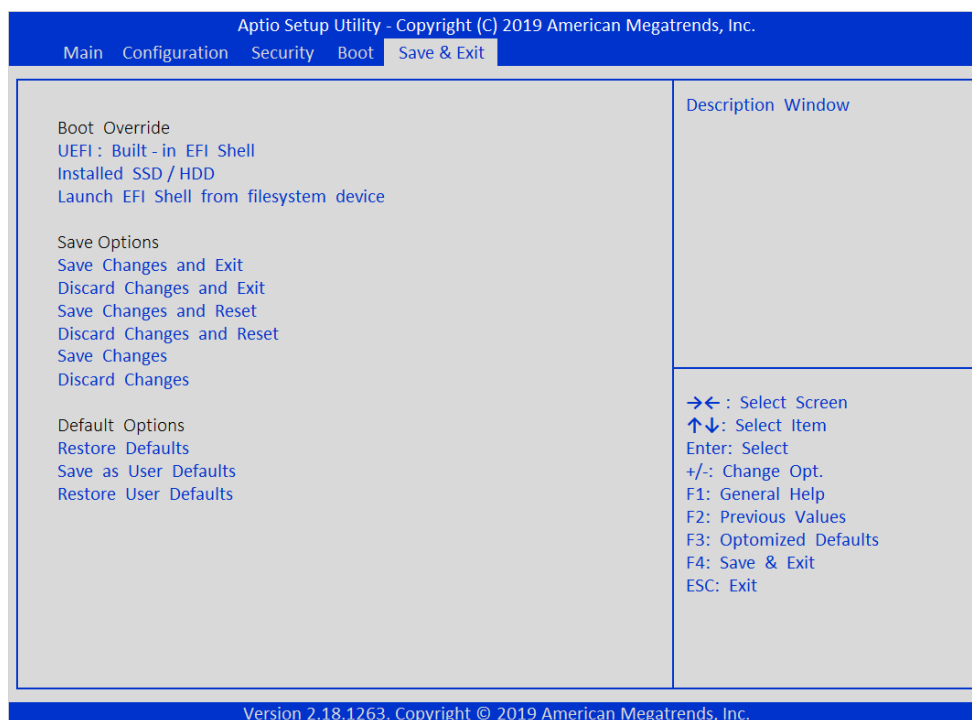 Aptio Setup Utility - Copyright (C) 2019 American Megatrends, Inc.
Main Configuration Security Boot Save & Exit
Boot Override
UEFI : Built - in EFI Shell
Installed SSD / HDD
Launch EFI Shell from filesystem device
Save Options
Save Changes and Exit
Discard Changes and Exit
Save Changes and Reset
Discard Changes and Reset
Save Changes
Discard Changes
Default Options
Restore Defaults
Save as User Defaults
Restore User Defaults
Description Window
→← : Select Screen
↑↓: Select Item
Enter: Select
+/-: Change Opt.
F1: General Help
F2: Previous Values
F3: Optomized Defaults
F4: Save & Exit
ESC: Exit
Version 2.18.1263. Copyright © 2019 American Megatrends, Inc.